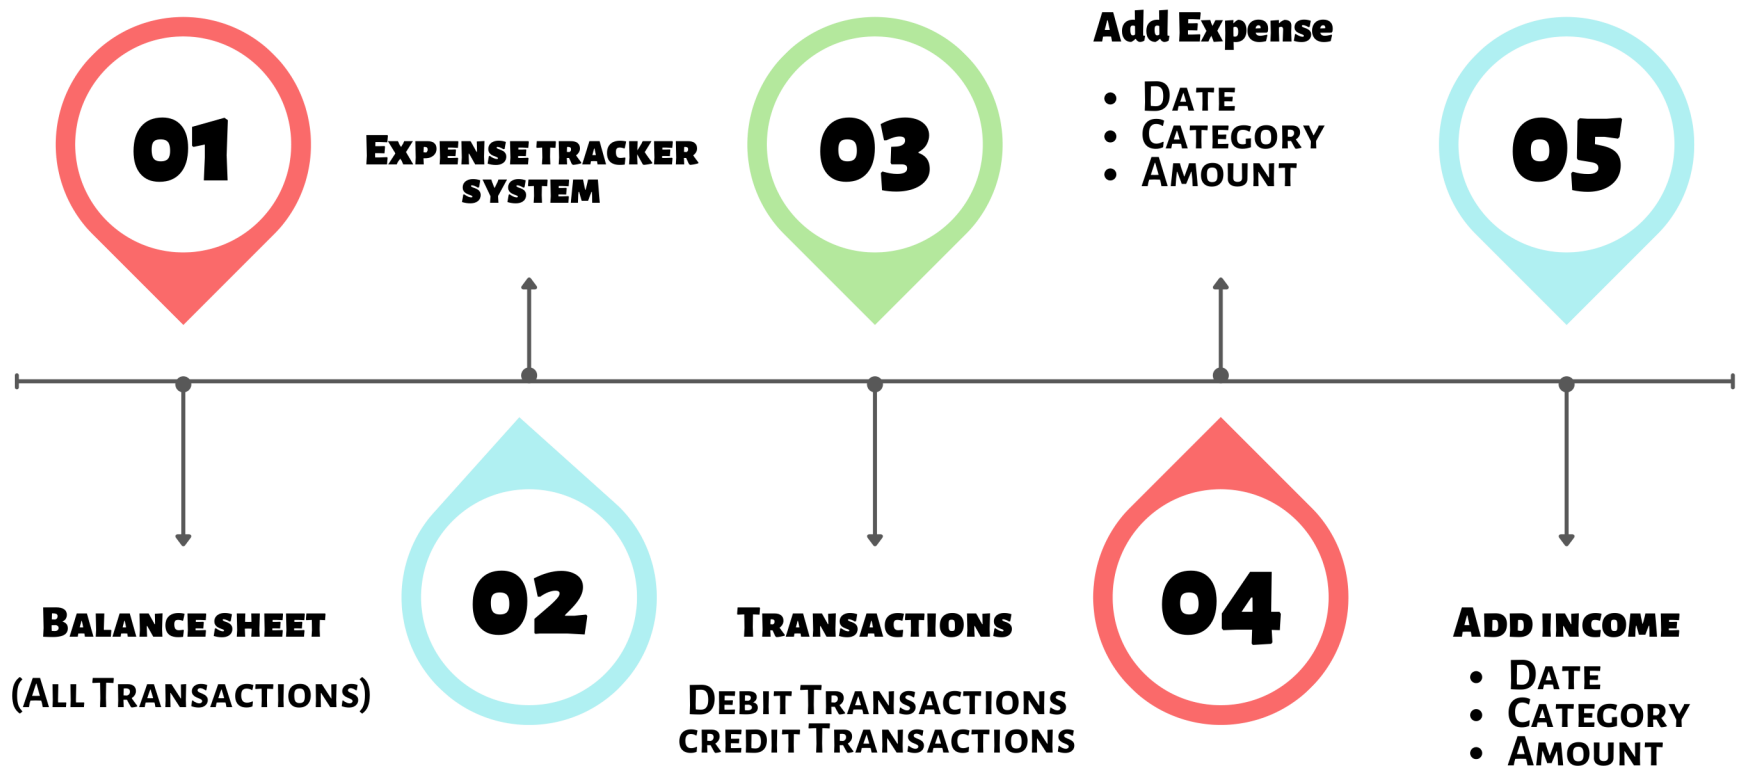 01
Balance sheet
(All Transactions)
Expense tracker
system
02
03
Transactions
Debit Transactions
credit Transactions
Add Expense
• Date
• Category
• Amount
04
05
Add income
• Date
• Category
• Amount